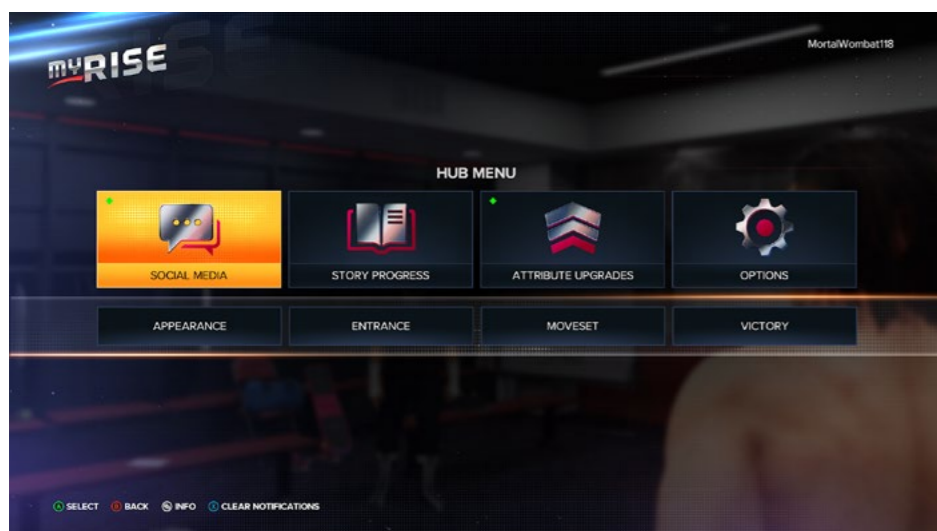 MYRISE
MortalWombat118
HUB MENU
SOCIAL MEDIA
STORY PROGRESS
ATTRIBUTE UPGRADES
OPTIONS
APPEARANCE
ENTRANCE
MOVESET
VICTORY
A SELECT B BACK INFO X CLEAR NOTIFICATIONS